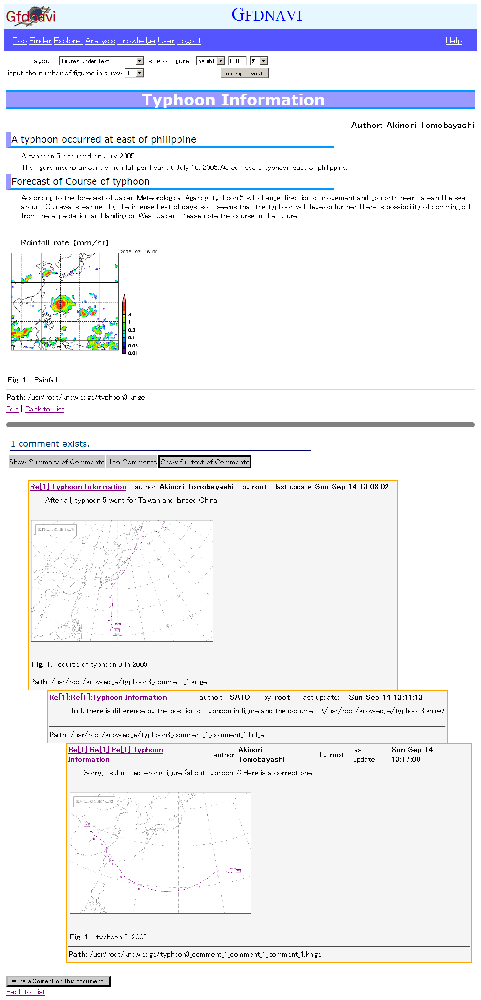 Gfdnavi
GFDNAVI
Top Finder Explorer Analysis Knowledge User Logout Help
Layout : figures under text. size of figure: height 100 %
input the number of figures in a row 1 change layout
Typhoon Information
Author: Akinori Tomobayashi
A typhoon occurred at east of philippine
A typhoon 5 occurred on July 2005.
The figure means amount of rainfall per hour at July 16, 2005.We can see a typhoon east of philippine.
Forecast of Course of typhoon
According to the forecast of Japan Meteorological Agancy, typhoon 5 will change direction of movement and go north near Taiwan.The sea
around Okinawa is warmed by the intense heat of days, so it seems that the typhoon will develop further.There is possibbility of comming off
from the expectation and landing on West Japan. Please note the course in the future.
Rainfall rate (mm/hr)
2005-07-16 00
3
1
0.3
0.1
0.03
0.01
Fig. 1. Rainfall
Path: /usr/root/knowledge/typhoon3.knlge
Edit | Back to List
1 comment exists.
Show Summary of Comments Hide Comments Show full text of Comments
Re[1]:Typhoon Information author: Akinori Tomobayashi by root last update: Sun Sep 14 13:08:02
After all, typhoon 5 went for Taiwan and landed China.
TROPICAL CYCLONE TRACKS
Fig. 1. course of typhoon 5 in 2005.
Path: /usr/root/knowledge/typhoon3_comment_1.knlge
Re[1]:Re[1]:Typhoon Information author: SATO by root last update: Sun Sep 14 13:11:13
I think there is difference by the position of typhoon in figure and the document (/usr/root/knowledge/typhoon3.knlge).
Path: /usr/root/knowledge/typhoon3_comment_1_comment_1.knlge
Re[1]:Re[1]:Re[1]:Typhoon Information author: Akinori Tomobayashi by root last update: Sun Sep 14 13:17:00
Sorry, I submitted wrong figure (about typhoon 7).Here is a correct one.
TROPICAL CYCLONE TRACKS
Fig. 1. typhoon 5, 2005
Path: /usr/root/knowledge/typhoon3_comment_1_comment_1_comment_1.knlge
Write a Coment on this document.
Back to List